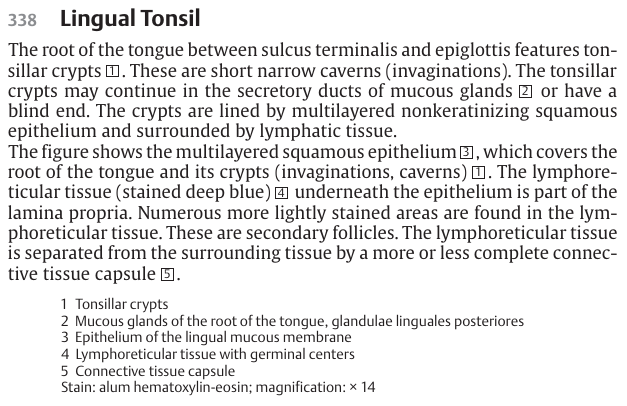 338 Lingual Tonsil
The root of the tongue between sulcus terminalis and epiglottis features ton-
sillar crypts 1. These are short narrow caverns (invaginations). The tonsillar
crypts may continue in the secretory ducts of mucous glands 2 or have a
blind end. The crypts are lined by multilayered nonkeratinizing squamous
epithelium and surrounded by lymphatic tissue.
The figure shows the multilayered squamous epithelium 3, which covers the
root of the tongue and its crypts (invaginations, caverns) 1. The lymphore-
ticular tissue (stained deep blue) 4 underneath the epithelium is part of the
lamina propria. Numerous more lightly stained areas are found in the lym-
phoreticular tissue. These are secondary follicles. The lymphoreticular tissue
is separated from the surrounding tissue by a more or less complete connec-
tive tissue capsule 5.
1 Tonsillar crypts
2 Mucous glands of the root of the tongue, glandulae linguales posteriores
3 Epithelium of the lingual mucous membrane
4 Lymphoreticular tissue with germinal centers
5 Connective tissue capsule
Stain: alum hematoxylin-eosin; magnification: × 14